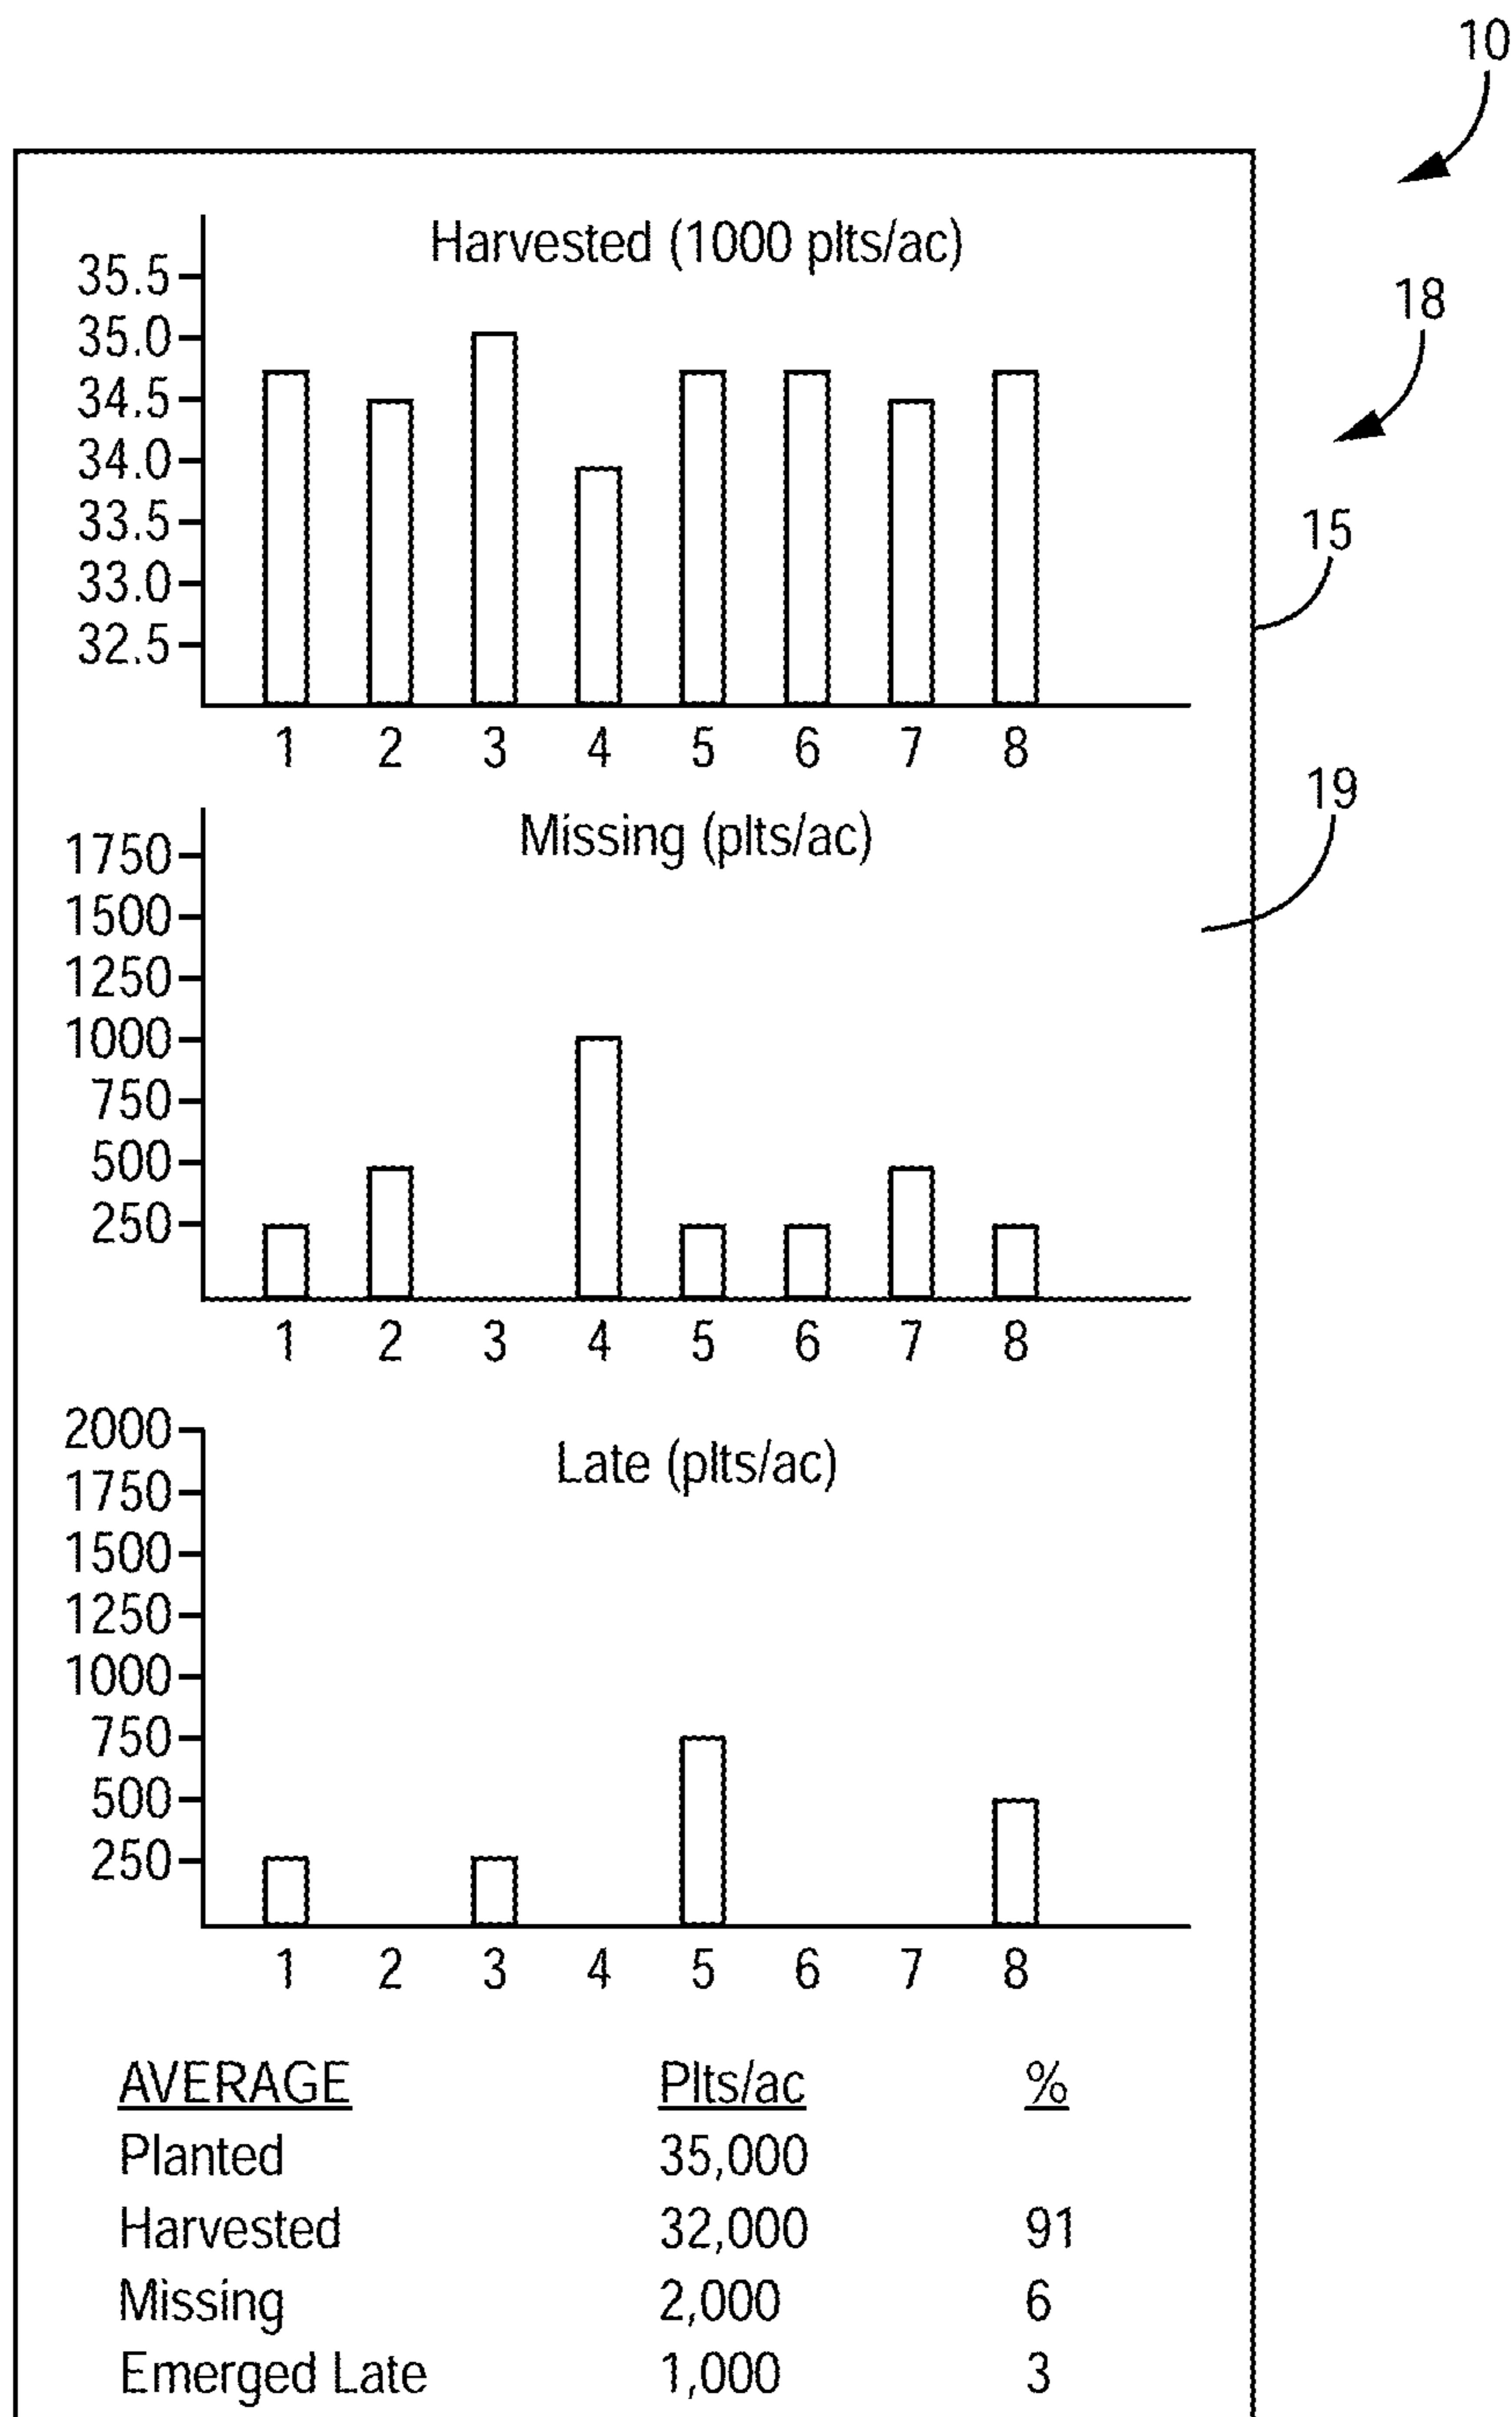 10
18
15
19
Harvested (1000 plts/ac)
35.5
35.0
34.5
34.0
33.5
33.0
32.5
1 2 3 4 5 6 7 8
Missing (plts/ac)
1750
1500
1250
1000
750
500
250
1 2 3 4 5 6 7 8
Late (plts/ac)
2000
1750
1500
1250
1000
750
500
250
1 2 3 4 5 6 7 8
AVERAGE Plts/ac %
Planted 35,000
Harvested 32,000 91
Missing 2,000 6
Emerged Late 1,000 3